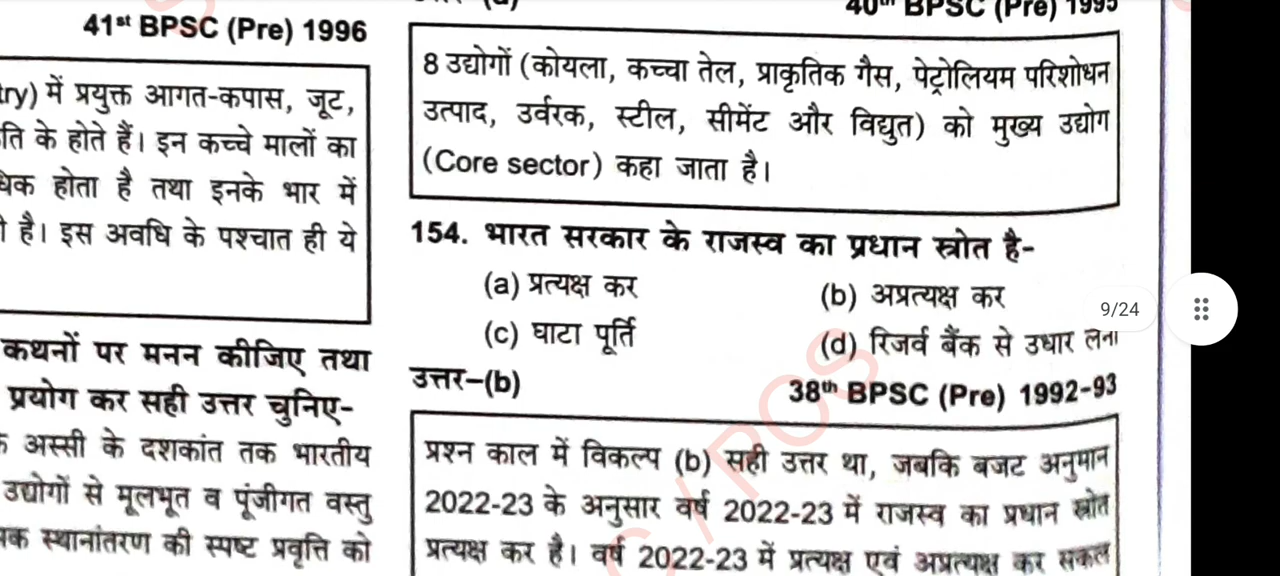 41st BPSC (Pre) 1996
try) में प्रयुक्त आगत-कपास, जूट,
ति के होते हैं। इन कच्चे मालों का
होता है तथा इनके भार में
है। इस अवधि के पश्चात ही ये
कथनों पर मनन कीजिए तथा
प्रयोग कर सही उत्तर चुनिए-
अस्सी के दशकांत तक भारतीय
उद्योगों से मूलभूत व पूंजीगत वस्तु
स्थानांतरण की स्पष्ट प्रवृत्ति को
40th BPSC (Pre) 1995
8 उद्योगों (कोयला, कच्चा तेल, प्राकृतिक गैस, पेट्रोलियम परिशोधन
उत्पाद, उर्वरक, स्टील, सीमेंट और विद्युत) को मुख्य उद्योग
(Core sector) कहा जाता है।
154. भारत सरकार के राजस्व का प्रधान स्त्रोत है-
(a) प्रत्यक्ष कर (b) अप्रत्यक्ष कर
(c) घाटा पूर्ति (d) रिजर्व बैंक से उधार लेना
उत्तर-(b) 38th BPSC (Pre) 1992-93
प्रश्न काल में विकल्प (b) सही उत्तर था, जबकि बजट अनुमान
2022-23 के अनुसार वर्ष 2022-23 में राजस्व का प्रधान स्त्रोत
प्रत्यक्ष कर है। वर्ष 2022-23 में प्रत्यक्ष एवं अप्रत्यक्ष कर सकल
9/24